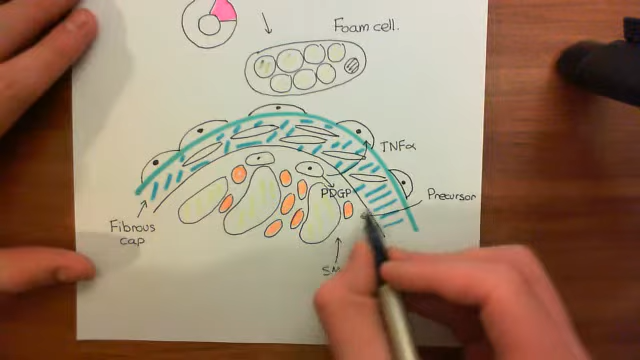 Foam cell.
TNFα
PDGF
Precursor
Fibrous
cap